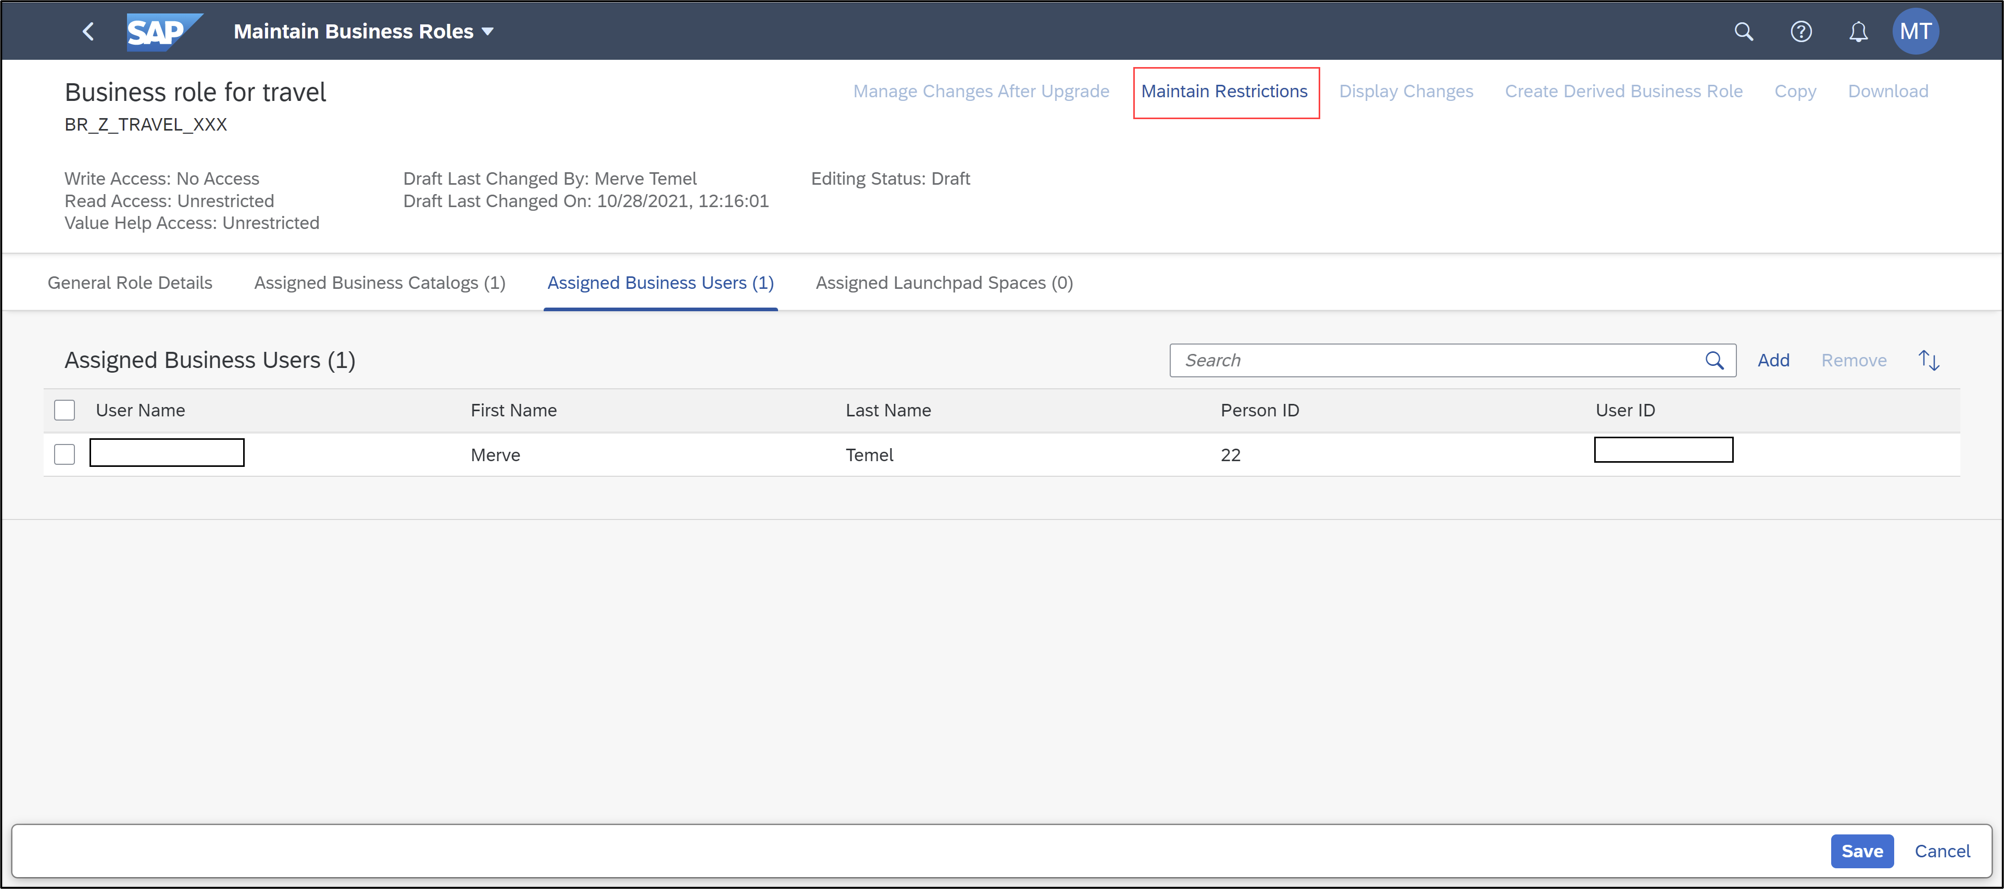 SAP Maintain Business Roles MT
Business role for travel
Manage Changes After Upgrade Maintain Restrictions Display Changes Create Derived Business Role Copy Download
BR_Z_TRAVEL_XXX
Write Access: No Access Draft Last Changed By: Merve Temel Editing Status: Draft
Read Access: Unrestricted Draft Last Changed On: 10/28/2021, 12:16:01
Value Help Access: Unrestricted
General Role Details Assigned Business Catalogs (1) Assigned Business Users (1) Assigned Launchpad Spaces (0)
Assigned Business Users (1) Search Add Remove
User Name First Name Last Name Person ID User ID
Merve Temel 22
Save Cancel